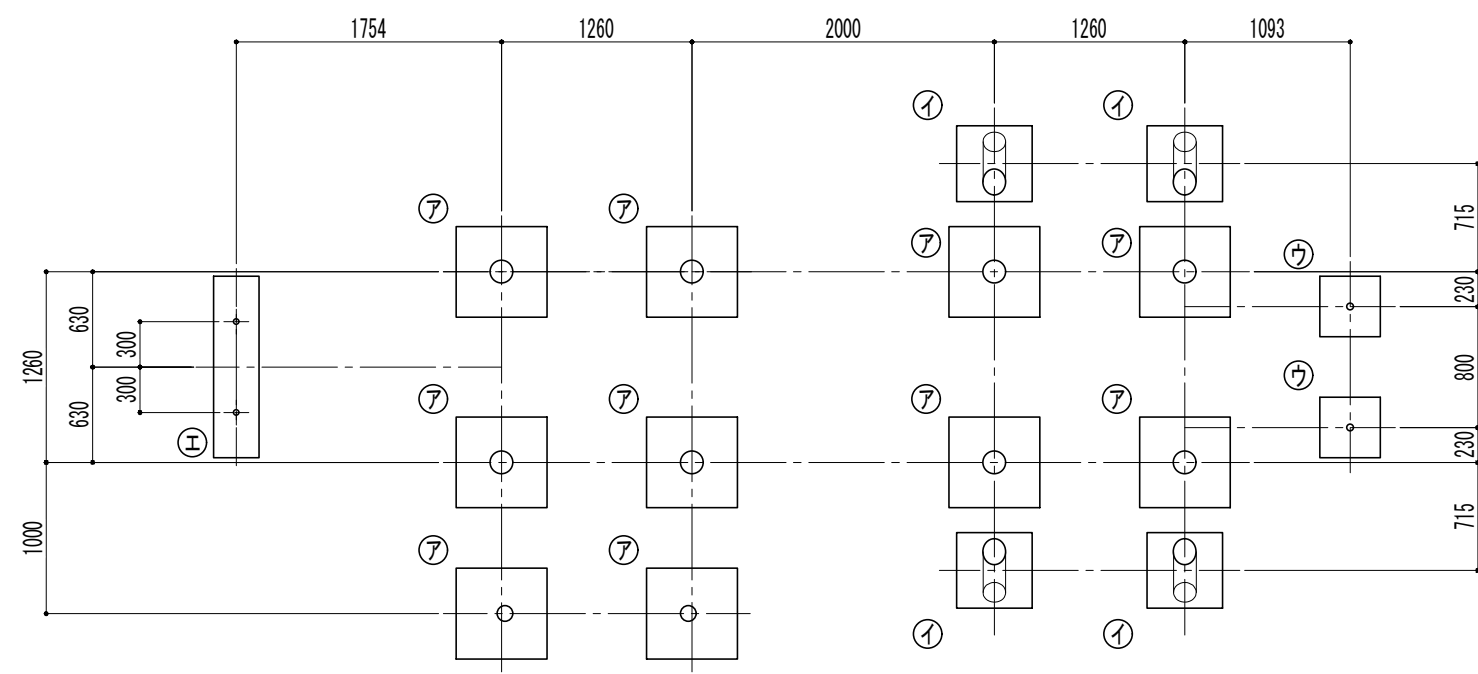 1754 1260 2000 1260 1093
㋑ ㋑
㋐ ㋐ ㋐ ㋐ 715
㋒
630 300 230
1260 800
630 300 ㋐ ㋐ ㋐ ㋐ ㋒
㋓ 230
1000 ㋐ ㋐ 715
㋑ ㋑